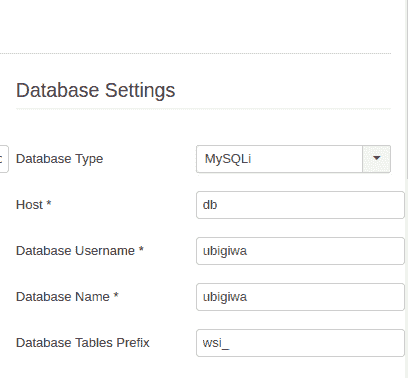 Database Settings
Database Type MySQLi
Host * db
Database Username * ubigiwa
Database Name * ubigiwa
Database Tables Prefix wsi_